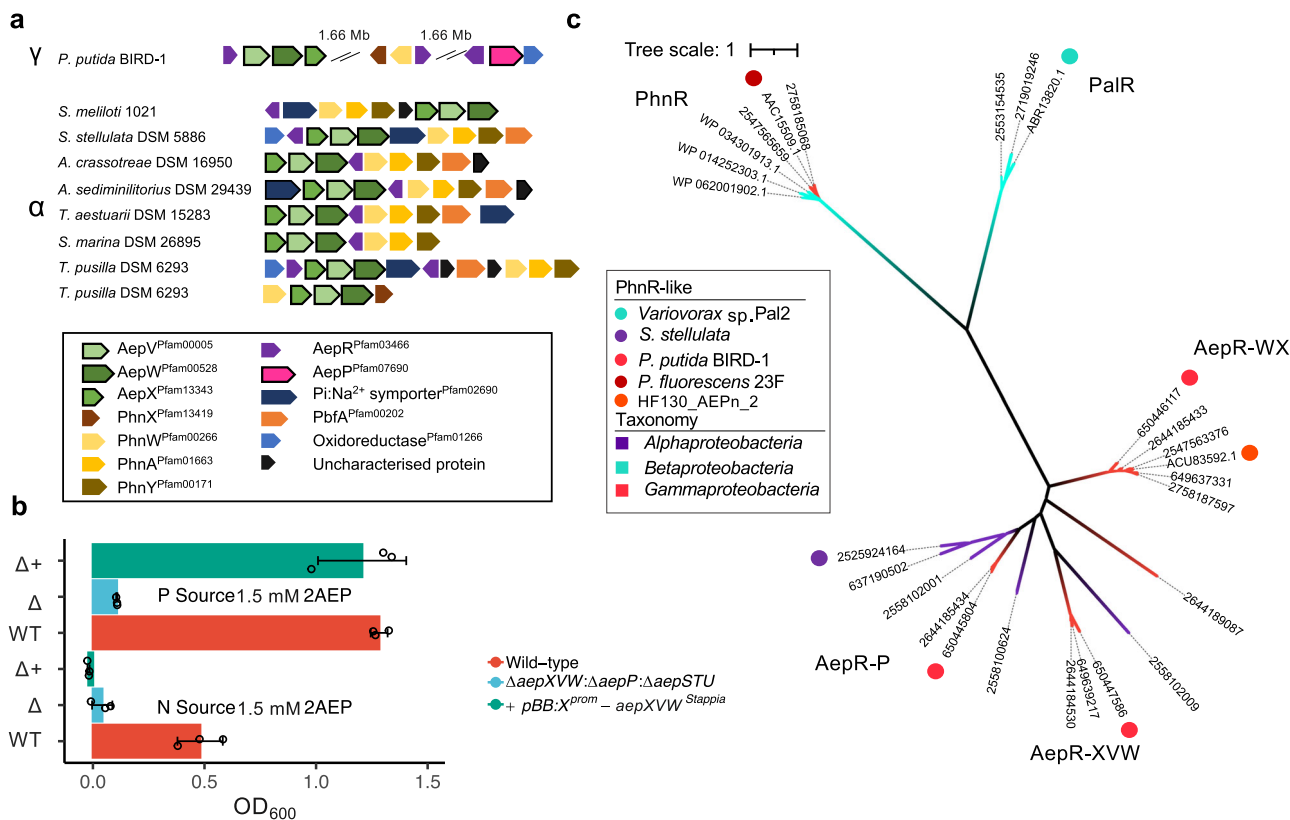 a
1.66 Mb
1.66 Mb
γ
P. putida BIRD-1
S. meliloti 1021
S. stellulata DSM 5886
A. crassotreae DSM 16950
A. sediminilitorius DSM 29439
α
T. aestuarii DSM 15283
S. marina DSM 26895
T. pusilla DSM 6293
T. pusilla DSM 6293
AepV^Pfam00005
AepW^Pfam00528
AepX^Pfam13343
PhnX^Pfam13419
PhnW^Pfam00266
PhnA^Pfam01663
PhnY^Pfam00171
AepR^Pfam03466
AepP^Pfam07690
Pi:Na²⁺ symporter^Pfam02690
PbfA^Pfam00202
Oxidoreductase^Pfam01266
Uncharacterised protein
b
Δ+
Δ
WT
Δ+
Δ
WT
P Source 1.5 mM 2AEP
N Source 1.5 mM 2AEP
0.0
0.5
1.0
1.5
OD₆₀₀
Wild–type
ΔaepXVW:ΔaepP:ΔaepSTU
+ pBB:X^prom – aepXVW^Stappia
c
Tree scale: 1
PhnR
2758185068
AAC15509.1
2547565659
WP 034301913.1
WP 014252303.1
WP 062001902.1
PalR
2553154535
2719019246
ABR13820.1
PhnR-like
Variovorax sp.Pal2
S. stellulata
P. putida BIRD-1
P. fluorescens 23F
HF130_AEPn_2
Taxonomy
Alphaproteobacteria
Betaproteobacteria
Gammaproteobacteria
AepR-WX
650446117
2644185433
2547563376
ACU83592.1
649637331
2758187597
2644189087
2558102009
650447586
649639217
2644184530
AepR-XVW
2558100624
650445804
2644185434
AepR-P
2558102001
637190502
2525924164